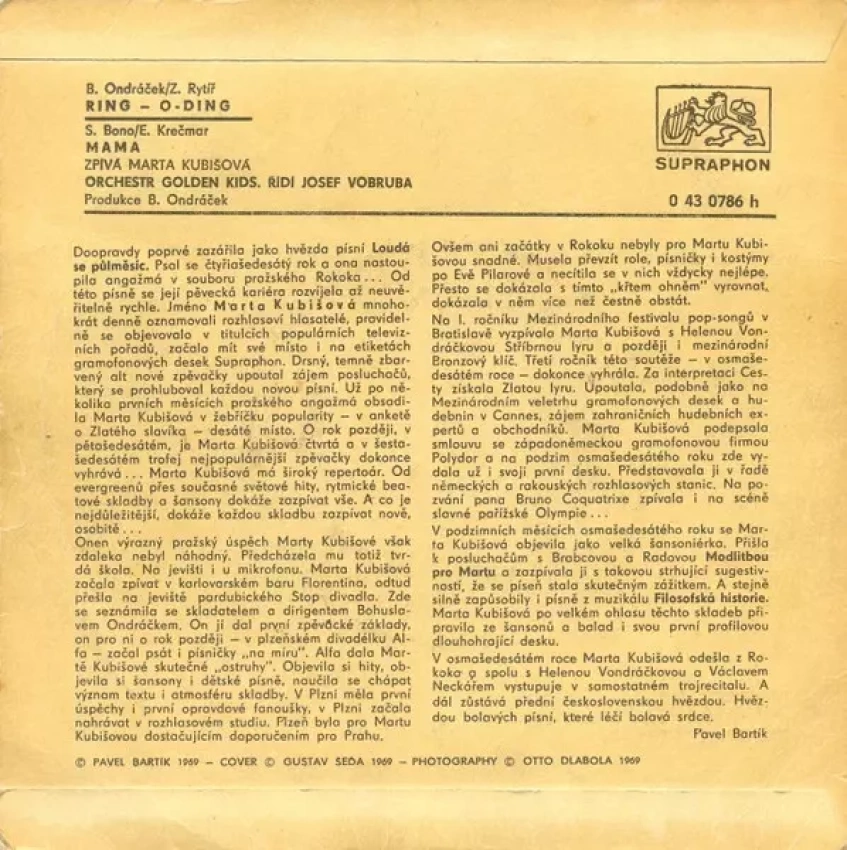 B. Ondráček/Z. Rytíř
RING – O-DING
S. Bono/E. Krečmar
MAMA
ZPÍVÁ MARTA KUBIŠOVÁ
ORCHESTR GOLDEN KIDS. ŘÍDÍ JOSEF VOBRUBA
Produkce B. Ondráček
SUPRAPHON
0 43 0786 h
Doopravdy poprvé zazářila jako hvězda písní Loudá
se půlměsíc. Psal se čtyřiašedesátý rok a ona nastou-
pila angažmá v souboru pražského Rokoka... Od
této písně se její pěvecká kariéra rozvíjela až neuvě-
řitelně rychle. Jméno Marta Kubišová mnoho-
krát denně oznamovali rozhlasoví hlasatelé, pravidel-
ně se objevovalo v titulcích populárních televiz-
ních pořadů, začalo mít své místo i na etiketách
gramofonových desek Supraphon. Drsný, temně zbar-
vený alt nové zpěvačky upoutal zájem posluchačů,
který se prohluboval každou novou písní. Už po ně-
kolika prvních měsících pražského angažmá obsadi-
la Marta Kubišová v žebříčku popularity – v anketě
o Zlatého slavíka – desáté místo. O rok později, v
pětašedesátém, je Marta Kubišová čtvrtá a v šesta-
šedesátém trofej nejpopulárnější zpěvačky dokonce
vyhrává... Marta Kubišová má široký repertoár. Od
evergreenů přes současné světové hity, rytmické bea-
tové skladby a šansony dokáže zazpívat vše. A co je
nejdůležitější, dokáže každou skladbu zazpívat nově,
osobitě...
Onen výrazný pražský úspěch Marty Kubišové však
zdaleka nebyl náhodný. Předcházela mu totiž tvr-
dá škola. Na jevišti i u mikrofonu. Marta Kubišová
začala zpívat v karlovarském baru Florentina, odtud
přešla na jeviště pardubického Stop divadla. Zde
se seznámila se skladatelem a dirigentem Bohusla-
vem Ondráčkem. On jí dal první zpěvácké základy,
on pro ni o rok později – v plzeňském divadélku Al-
fa – začal psát i písničky „na míru". Alfa dala Mar-
tě Kubišové skutečné „ostruhy". Objevila si hity, ob-
jevila si šansony i dětské písně, naučila se chápat
význam textu i atmosféru skladby. V Plzni měla první
úspěchy i první opravdové fanoušky, v Plzni začala
nahrávat v rozhlasovém studiu. Plzeň byla pro Martu
Kubišovou dostačujícím doporučením pro Prahu.
Ovšem ani začátky v Rokoku nebyly pro Martu Kubi-
šovou snadné. Musela převzít role, písničky i kostýmy
po Evě Pilarové a necítila se v nich vždycky nejlépe.
Přesto se dokázala s tímto „křtem ohněm" vyrovnat,
dokázala v něm více než čestně obstát.
Na I. ročníku Mezinárodního festivalu pop-songů v
Bratislavě vyzpívala Marta Kubišová s Helenou Von-
dráčkovou Stříbrnou lyru a později i mezinárodní
Bronzový klíč. Třetí ročník této soutěže – v osmaše-
desátém roce – dokonce vyhrála. Za interpretaci Ces-
ty získala Zlatou lyru. Upoutala, podobně jako na
Mezinárodním veletrhu gramofonových desek a hu-
debnin v Cannes, zájem zahraničních hudebních ex-
pertů a obchodníků. Marta Kubišová podepsala
smlouvu se západoněmeckou gramofonovou firmou
Polydor a na podzim osmašedesátého roku zde vy-
dala už i svoji první desku. Představovala ji v řadě
německých a rakouských rozhlasových stanic. Na po-
zvání pana Bruno Coquatrixe zpívala i na scéně
slavné pařížské Olympie...
V podzimních měsících osmašedesátého roku se Mar-
ta Kubišová objevila jako velká šansoniérka. Přišla
k posluchačům s Brabcovou a Radovou Modlitbou
pro Martu a zazpívala ji s takovou strhující sugestiv-
ností, že se píseň stala skutečným zážitkem. A stejně
silně zapůsobily i písně z muzikálu Filosofská historie.
Marta Kubišová po velkém ohlasu těchto skladeb při-
pravila ze šansonů a balad i svou první profilovou
dlouhohrající desku.
V osmašedesátém roce Marta Kubišová odešla z Ro-
koka a spolu s Helenou Vondráčkovou a Václavem
Neckářem vystupuje v samostatném trojrecitalu. A
dál zůstává přední československou hvězdou. Hvěz-
dou bolavých písní, které léčí bolavá srdce.
Pavel Bartík
© PAVEL BARTÍK 1969 – COVER © GUSTAV ŠEDA 1969 – PHOTOGRAPHY © OTTO DLABOLA 1969